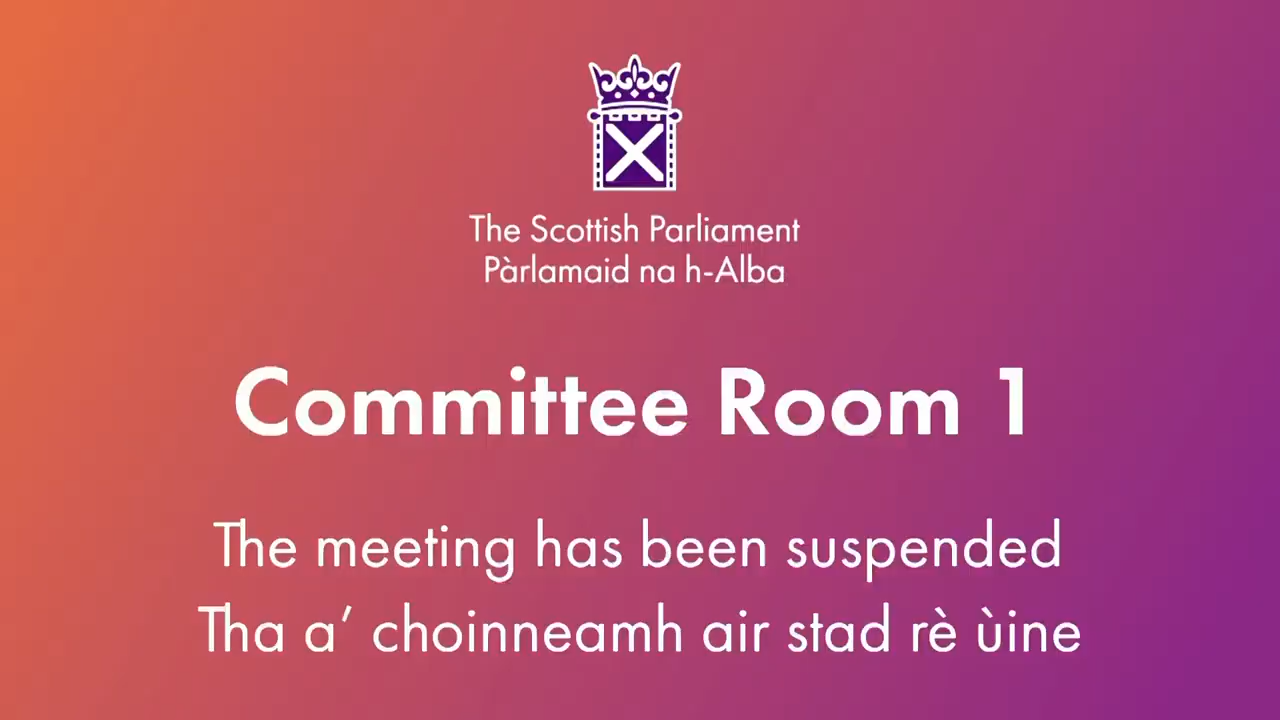 The Scottish Parliament
Pàrlamaid na h-Alba
Committee Room 1
The meeting has been suspended
Tha a’ choinneamh air stad rè ùine